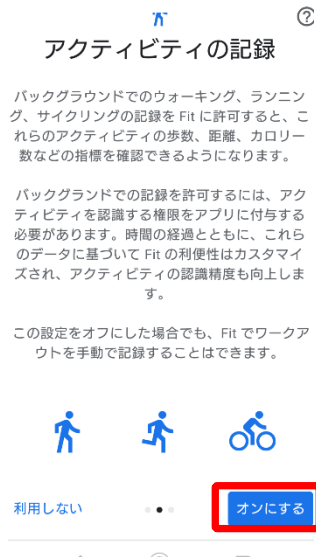 アクティビティの記録
バックグラウンドでのウォーキング、ランニン
グ、サイクリングの記録を Fit に許可すると、こ
れらのアクティビティの歩数、距離、カロリー
数などの指標を確認できるようになります。
バックグランドでの記録を許可するには、アク
ティビティを認識する権限をアプリに付与する
必要があります。時間の経過とともに、これら
のデータに基づいて Fit の利便性はカスタマイ
ズされ、アクティビティの認識精度も向上しま
す。
この設定をオフにした場合でも、Fit でワークア
ウトを手動で記録することはできます。
利用しない
オンにする